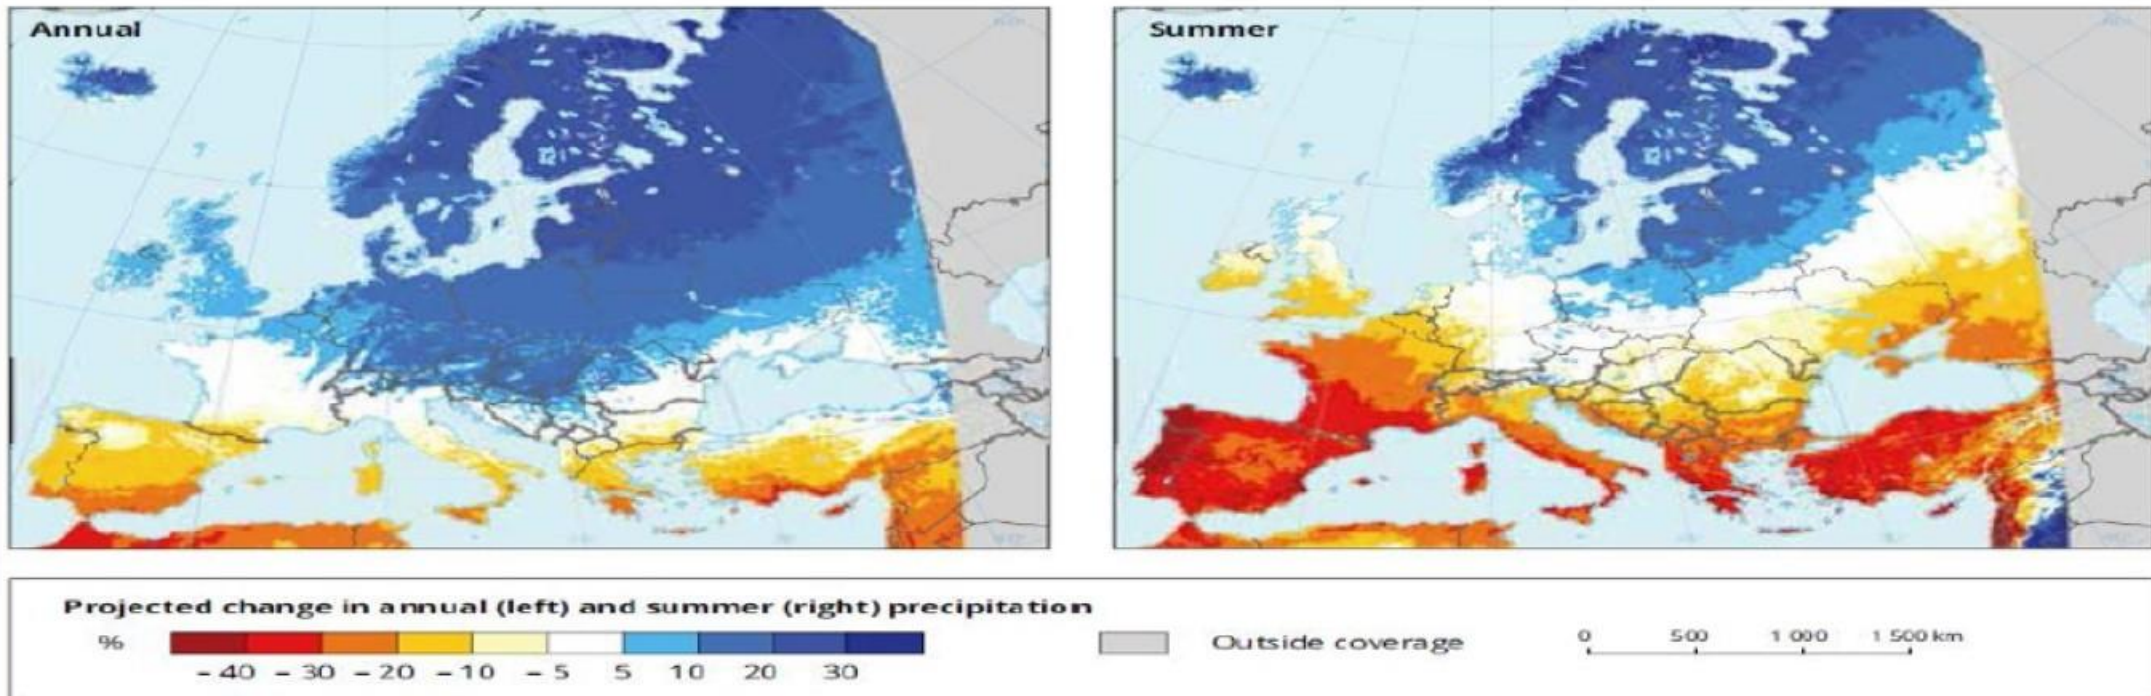 Annual
Summer
Projected change in annual (left) and summer (right) precipitation
%
– 40 – 30 – 20 – 10 – 5 5 10 20 30
Outside coverage
0 500 1 000 1 500 km